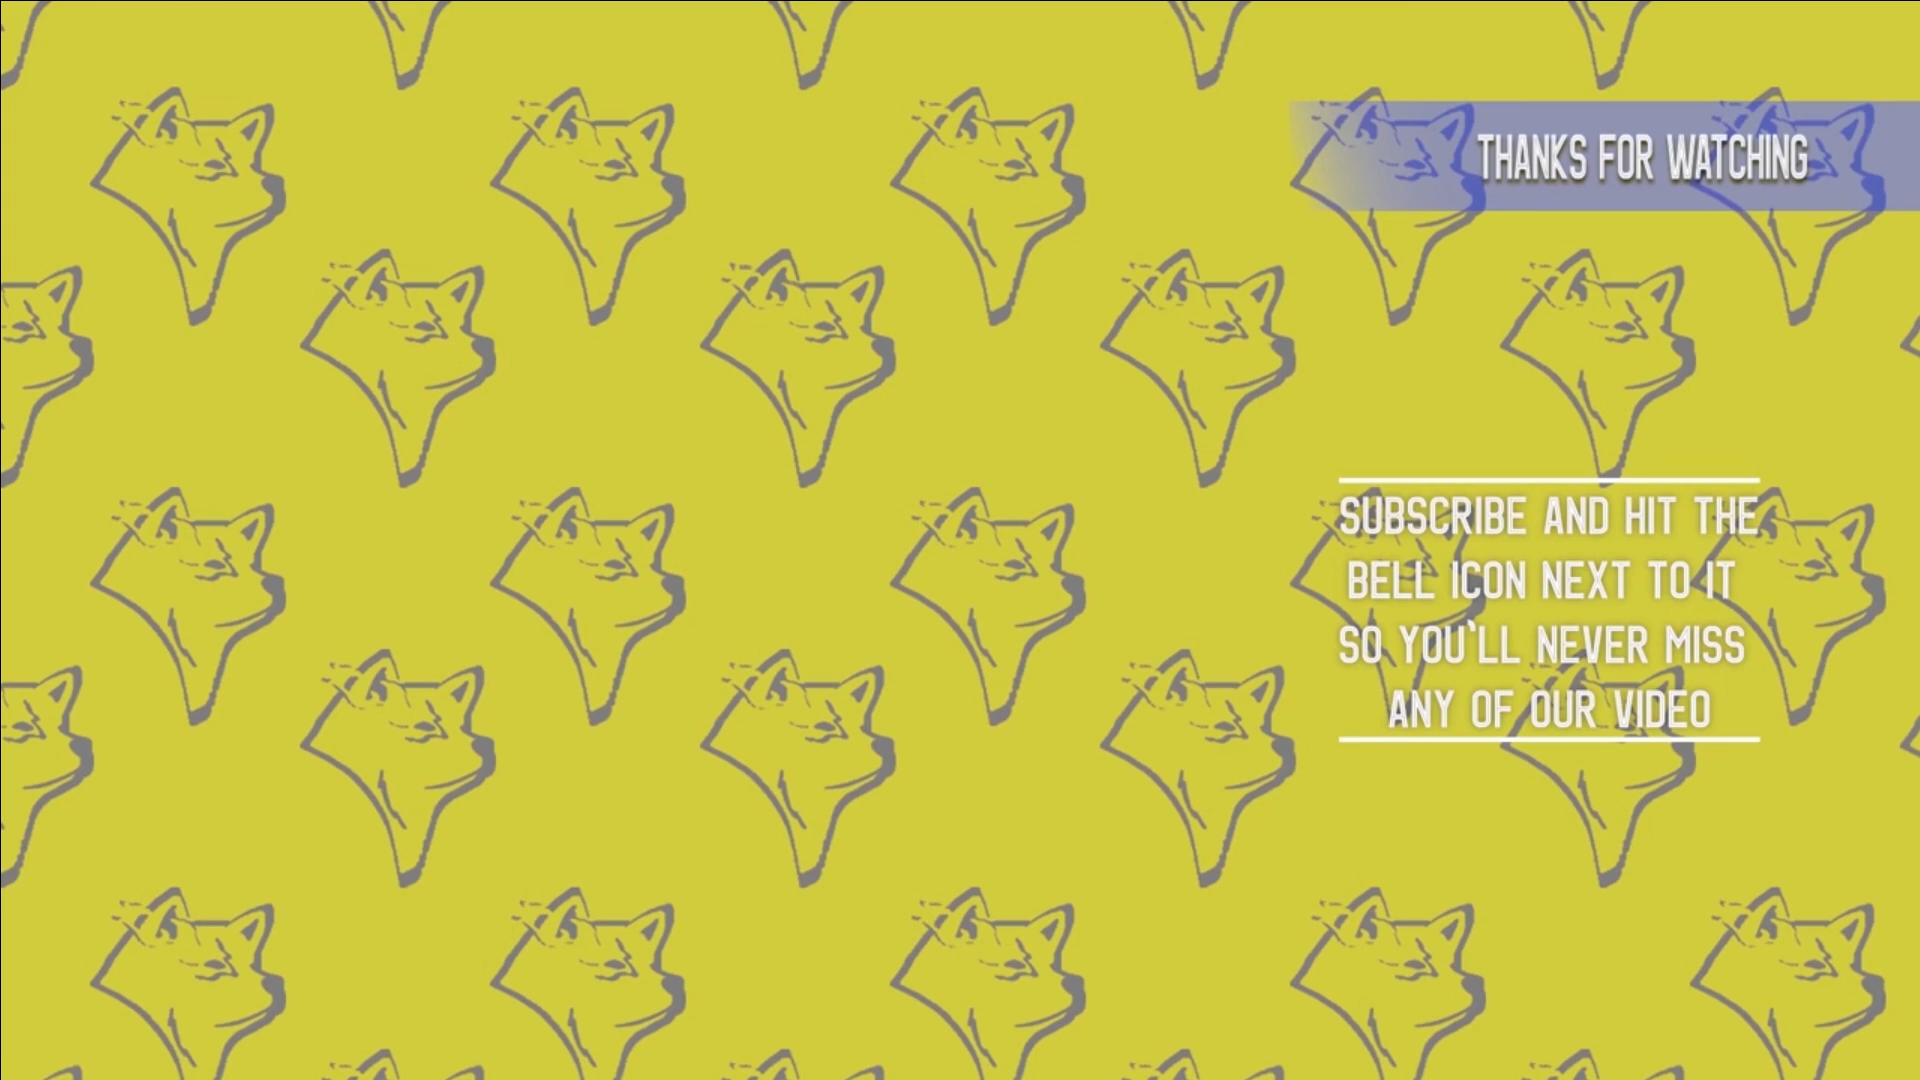 THANKS FOR WATCHING
SUBSCRIBE AND HIT THE
BELL ICON NEXT TO IT
SO YOU'LL NEVER MISS
ANY OF OUR VIDEO